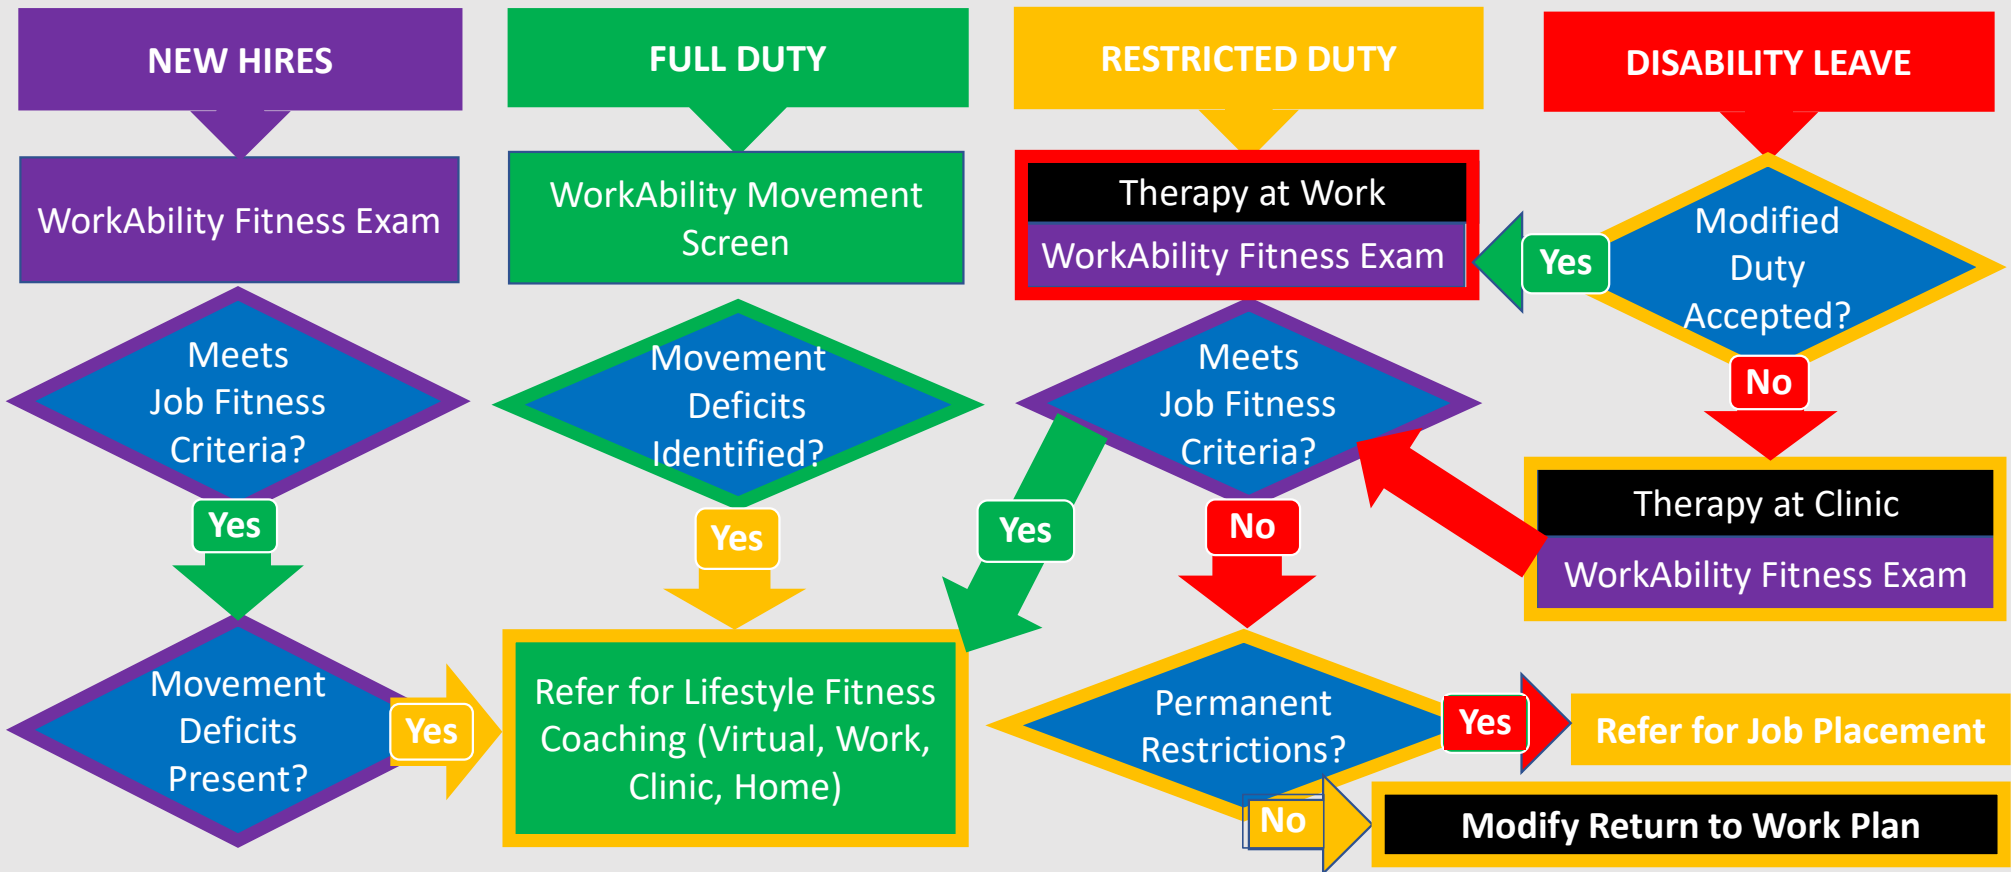 NEW HIRES
FULL DUTY
RESTRICTED DUTY
DISABILITY LEAVE
WorkAbility Fitness Exam
WorkAbility Movement
Screen
Therapy at Work
WorkAbility Fitness Exam
Modified
Duty
Accepted?
Yes
No
Meets
Job Fitness
Criteria?
Movement
Deficits
Identified?
Meets
Job Fitness
Criteria?
Therapy at Clinic
WorkAbility Fitness Exam
Yes
Yes
Yes
No
Movement
Deficits
Present?
Yes
Refer for Lifestyle Fitness
Coaching (Virtual, Work,
Clinic, Home)
Permanent
Restrictions?
Yes
Refer for Job Placement
No
Modify Return to Work Plan